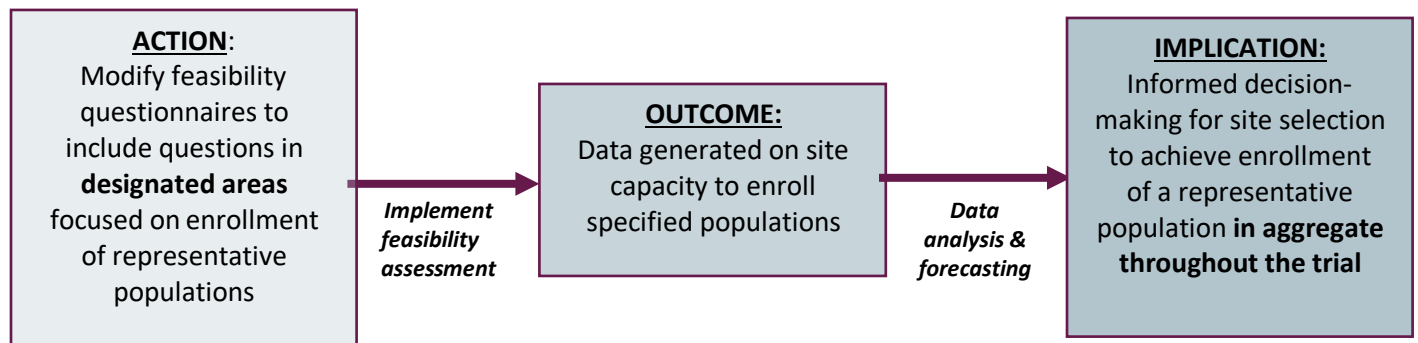 ACTION:
Modify feasibility
questionnaires to
include questions in
designated areas
focused on enrollment
of representative
populations
Implement
feasibility
assessment
OUTCOME:
Data generated on site
capacity to enroll
specified populations
Data
analysis &
forecasting
IMPLICATION:
Informed decision-
making for site selection
to achieve enrollment
of a representative
population in aggregate
throughout the trial